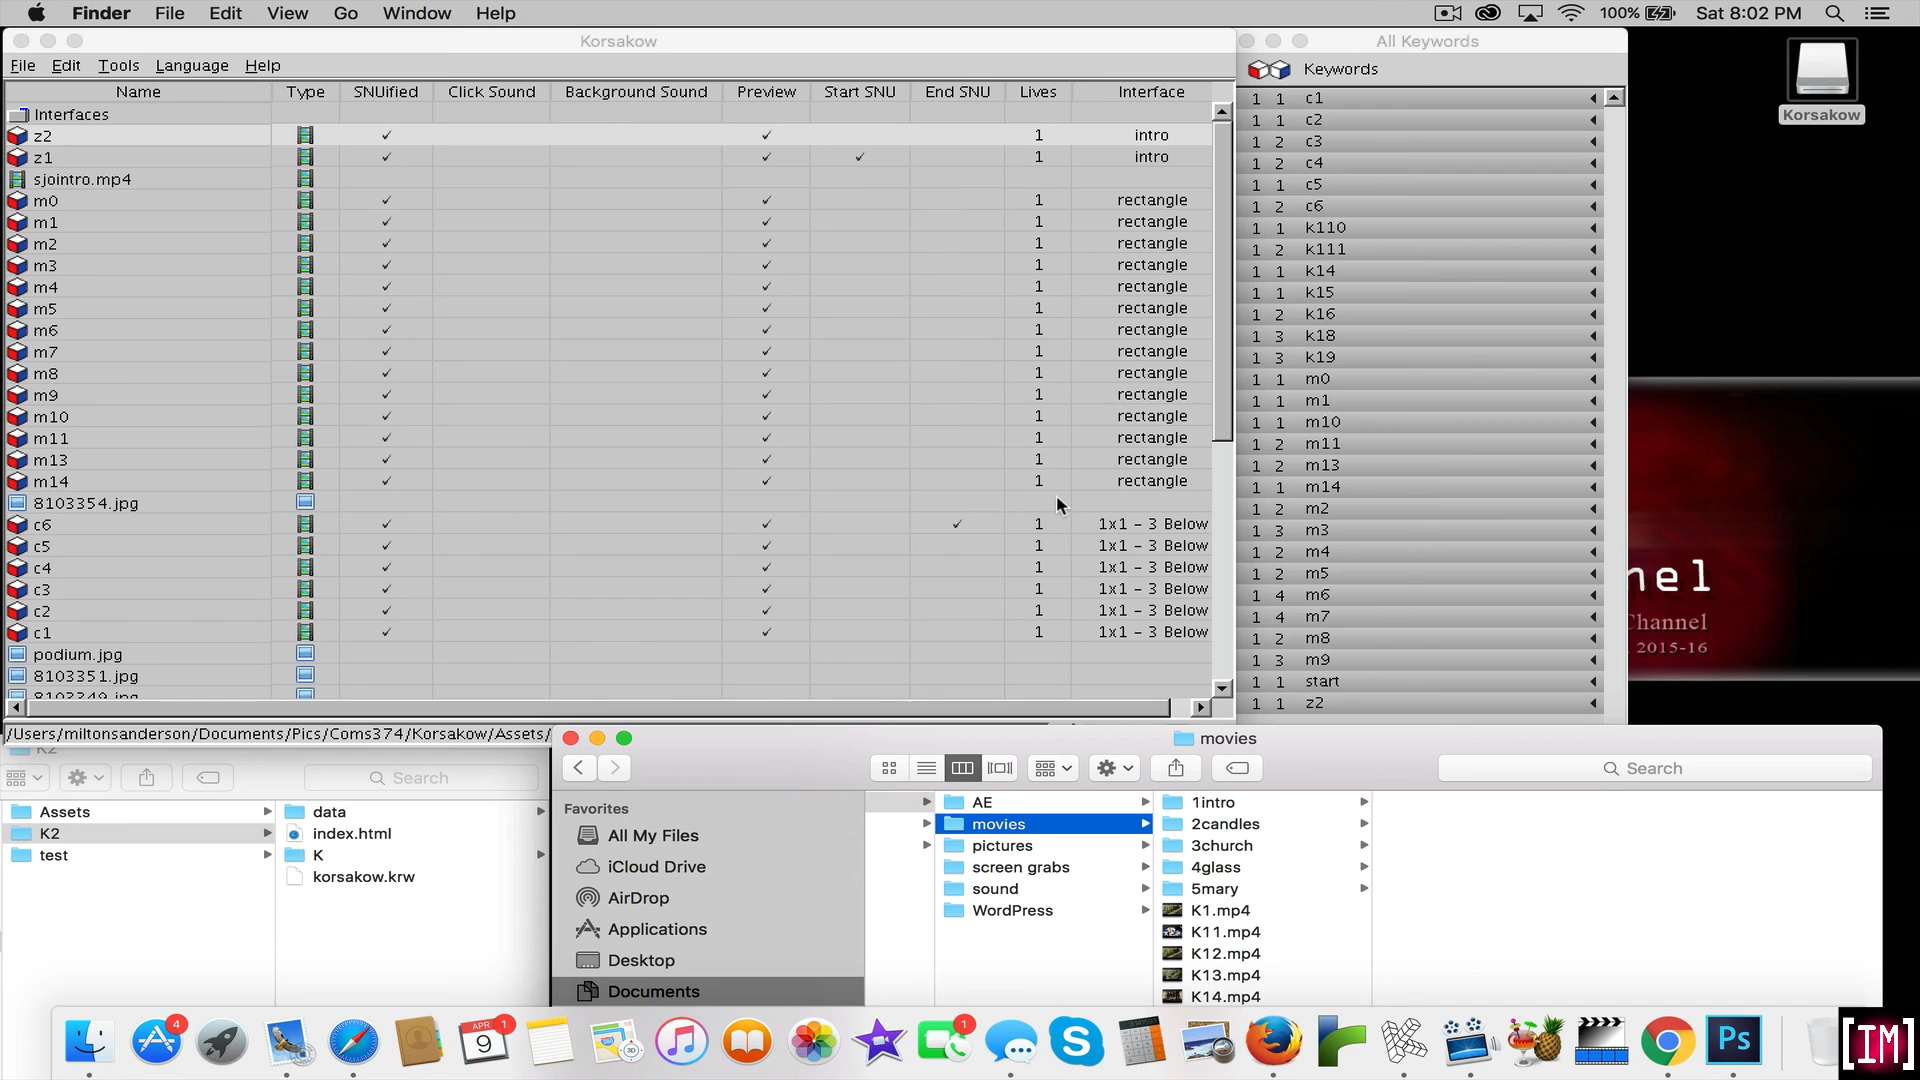 Finder File Edit View Go Window Help
100% Sat 8:02 PM
Korsakow
File Edit Tools Language Help
Name Type SNUified Click Sound Background Sound Preview Start SNU End SNU Lives Interface
Interfaces
z2 ✓ ✓ 1 intro
z1 ✓ ✓ ✓ 1 intro
sjointro.mp4
m0 ✓ ✓ 1 rectangle
m1 ✓ ✓ 1 rectangle
m2 ✓ ✓ 1 rectangle
m3 ✓ ✓ 1 rectangle
m4 ✓ ✓ 1 rectangle
m5 ✓ ✓ 1 rectangle
m6 ✓ ✓ 1 rectangle
m7 ✓ ✓ 1 rectangle
m8 ✓ ✓ 1 rectangle
m9 ✓ ✓ 1 rectangle
m10 ✓ ✓ 1 rectangle
m11 ✓ ✓ 1 rectangle
m13 ✓ ✓ 1 rectangle
m14 ✓ ✓ 1 rectangle
8103354.jpg
c6 ✓ ✓ ✓ 1 1x1 - 3 Below
c5 ✓ ✓ 1 1x1 - 3 Below
c4 ✓ ✓ 1 1x1 - 3 Below
c3 ✓ ✓ 1 1x1 - 3 Below
c2 ✓ ✓ 1 1x1 - 3 Below
c1 ✓ ✓ 1 1x1 - 3 Below
podium.jpg
8103351.jpg
8103349.jpg
/Users/miltonsanderson/Documents/Pics/Coms374/Korsakow/Assets/
All Keywords
Keywords
1 1 c1
1 1 c2
1 2 c3
1 2 c4
1 1 c5
1 2 c6
1 1 k110
1 2 k111
1 1 k14
1 1 k15
1 2 k16
1 3 k18
1 3 k19
1 1 m0
1 1 m1
1 1 m10
1 2 m11
1 2 m13
1 1 m14
1 2 m2
1 3 m3
1 2 m4
1 2 m5
1 4 m6
1 4 m7
1 2 m8
1 3 m9
1 1 start
1 1 z2
Korsakow
nel
Channel
2015-16
K2
Search
Assets
K2
test
data
index.html
K
korsakow.krw
movies
Search
Favorites
All My Files
iCloud Drive
AirDrop
Applications
Desktop
Documents
AE
movies
pictures
screen grabs
sound
WordPress
1intro
2candles
3church
4glass
5mary
K1.mp4
K11.mp4
K12.mp4
K13.mp4
K14.mp4
4
APR
9
1
3D
1
Ps
[IM]